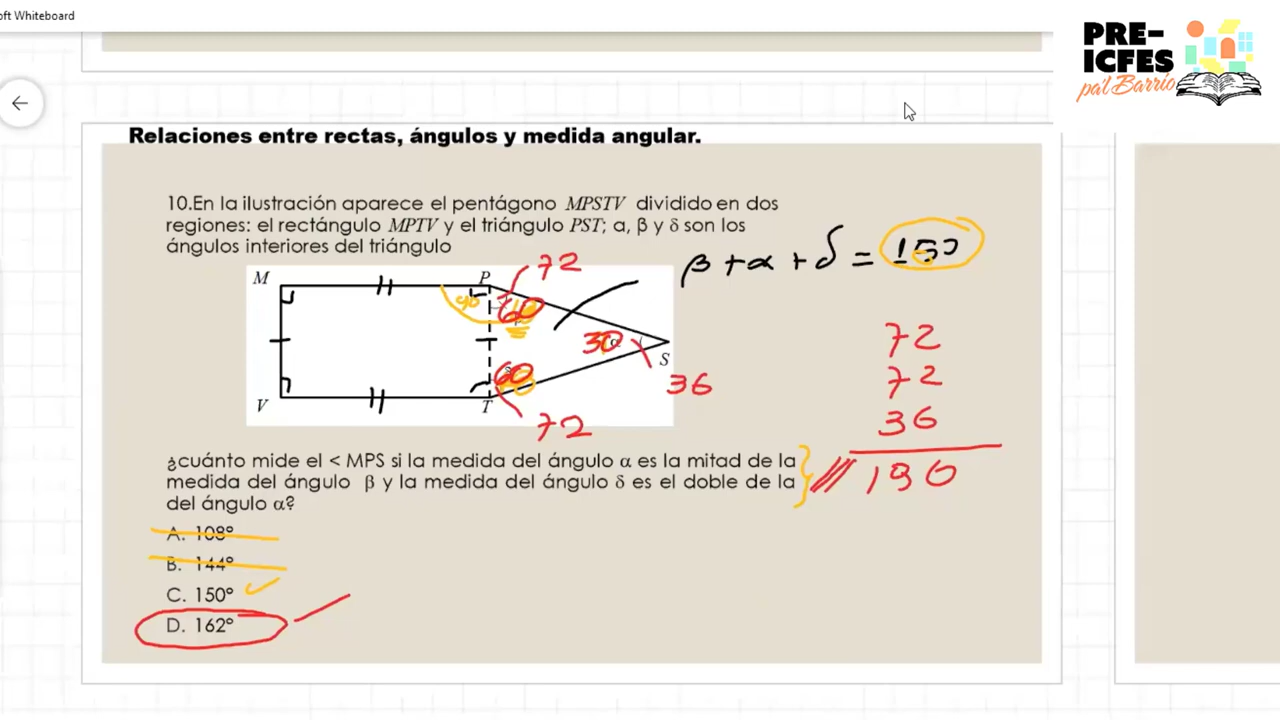 oft Whiteboard
PRE-
ICFES
pa'l Barrio
Relaciones entre rectas, ángulos y medida angular.
10.En la ilustración aparece el pentágono MPSTV dividido en dos
regiones: el rectángulo MPTV y el triángulo PST; a, β y δ son los
ángulos interiores del triángulo
β + α + δ = 180
M P 72
90 60
30 S
60 36
V T 72
72
72
36
180
¿cuánto mide el < MPS si la medida del ángulo α es la mitad de la
medida del ángulo β y la medida del ángulo δ es el doble de la
del ángulo α?
A. 108°
B. 144°
C. 150°
D. 162°